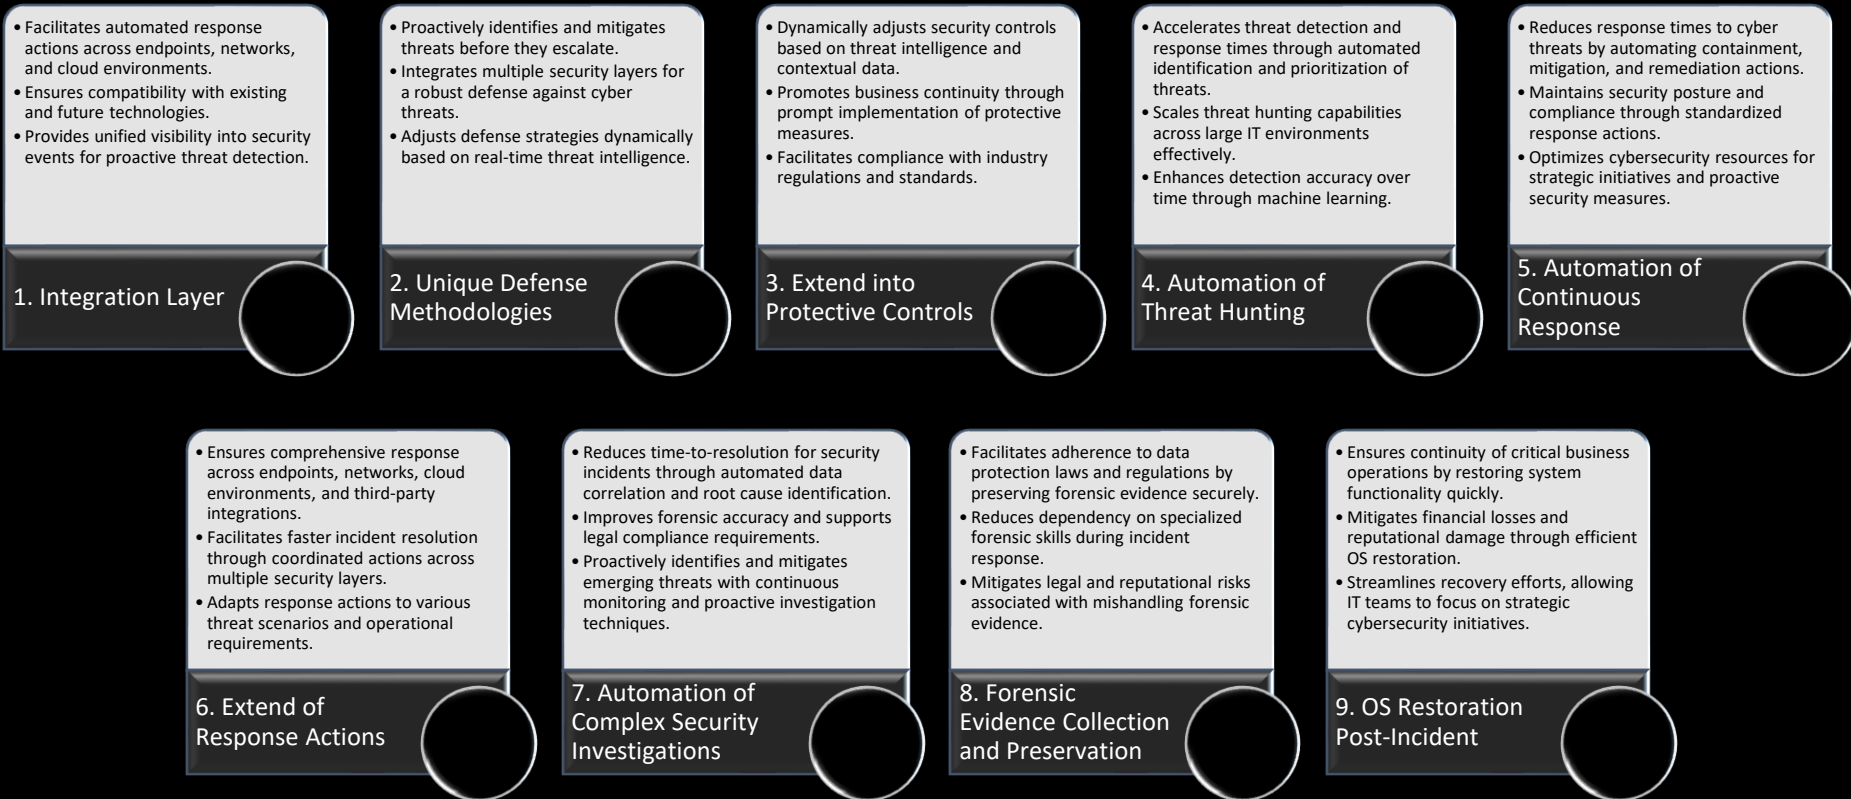 • Facilitates automated response
actions across endpoints, networks,
and cloud environments.
• Ensures compatibility with existing
and future technologies.
• Provides unified visibility into security
events for proactive threat detection.
1. Integration Layer
• Proactively identifies and mitigates
threats before they escalate.
• Integrates multiple security layers for
a robust defense against cyber
threats.
• Adjusts defense strategies dynamically
based on real-time threat intelligence.
2. Unique Defense
Methodologies
• Dynamically adjusts security controls
based on threat intelligence and
contextual data.
• Promotes business continuity through
prompt implementation of protective
measures.
• Facilitates compliance with industry
regulations and standards.
3. Extend into
Protective Controls
• Accelerates threat detection and
response times through automated
identification and prioritization of
threats.
• Scales threat hunting capabilities
across large IT environments
effectively.
• Enhances detection accuracy over
time through machine learning.
4. Automation of
Threat Hunting
• Reduces response times to cyber
threats by automating containment,
mitigation, and remediation actions.
• Maintains security posture and
compliance through standardized
response actions.
• Optimizes cybersecurity resources for
strategic initiatives and proactive
security measures.
5. Automation of
Continuous
Response
• Ensures comprehensive response
across endpoints, networks, cloud
environments, and third-party
integrations.
• Facilitates faster incident resolution
through coordinated actions across
multiple security layers.
• Adapts response actions to various
threat scenarios and operational
requirements.
6. Extend of
Response Actions
• Reduces time-to-resolution for security
incidents through automated data
correlation and root cause identification.
• Improves forensic accuracy and supports
legal compliance requirements.
• Proactively identifies and mitigates
emerging threats with continuous
monitoring and proactive investigation
techniques.
7. Automation of
Complex Security
Investigations
• Facilitates adherence to data
protection laws and regulations by
preserving forensic evidence securely.
• Reduces dependency on specialized
forensic skills during incident
response.
• Mitigates legal and reputational risks
associated with mishandling forensic
evidence.
8. Forensic
Evidence Collection
and Preservation
• Ensures continuity of critical business
operations by restoring system
functionality quickly.
• Mitigates financial losses and
reputational damage through efficient
OS restoration.
• Streamlines recovery efforts, allowing
IT teams to focus on strategic
cybersecurity initiatives.
9. OS Restoration
Post-Incident